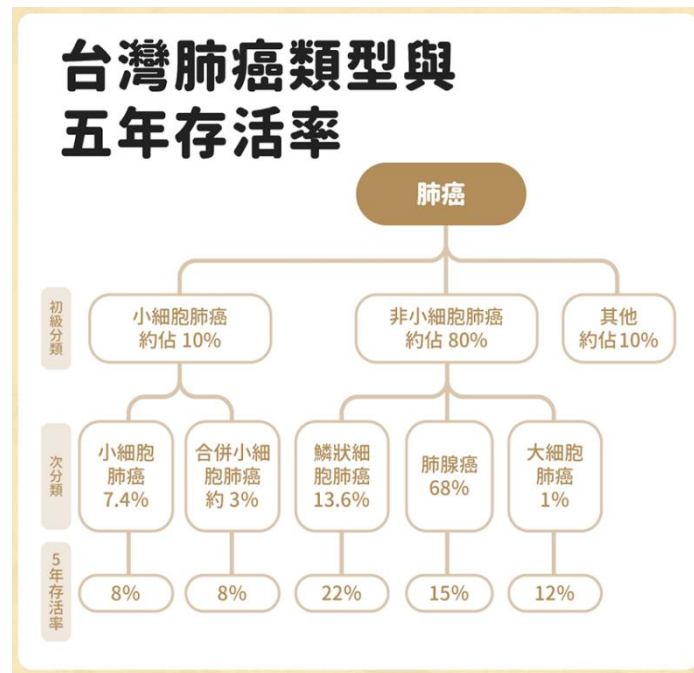 台灣肺癌類型與
五年存活率
肺癌
初級分類
小細胞肺癌
約佔 10%
非小細胞肺癌
約佔 80%
其他
約佔10%
次分類
小細胞
肺癌
7.4%
合併小細
胞肺癌
約 3%
鱗狀細
胞肺癌
13.6%
肺腺癌
68%
大細胞
肺癌
1%
5年存活率
8%
8%
22%
15%
12%